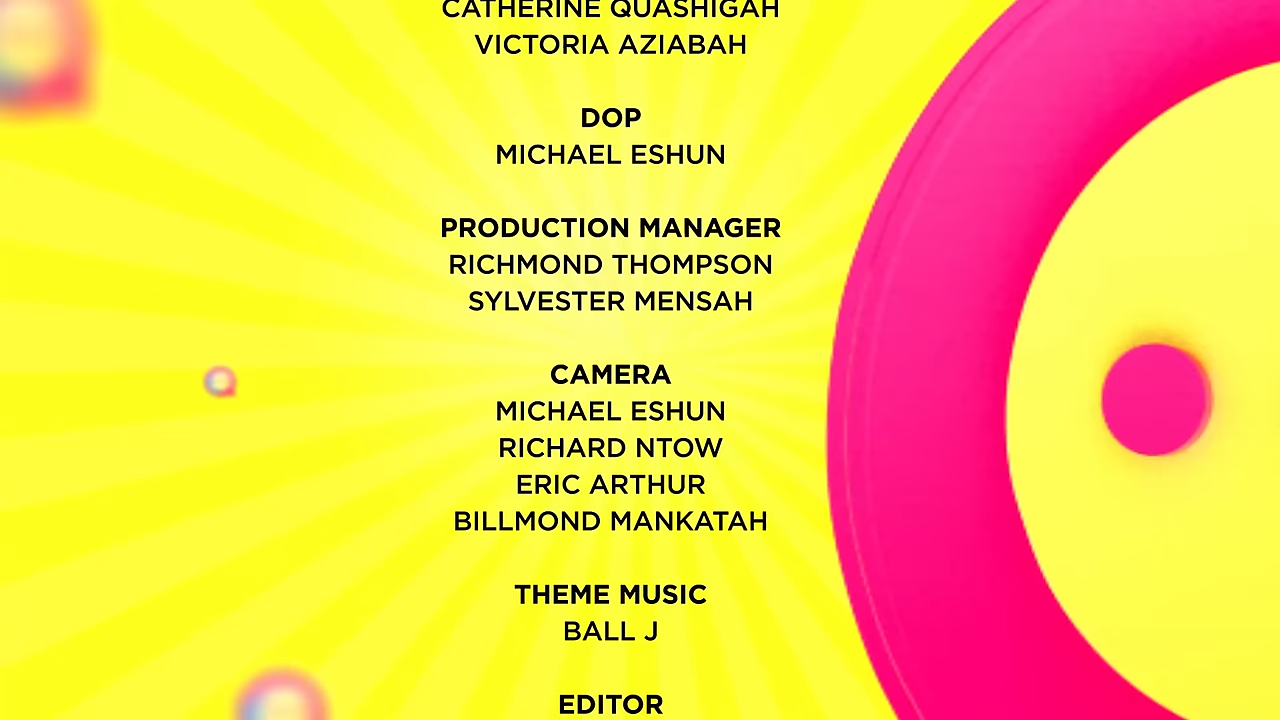 CATHERINE QUASHIGAH
VICTORIA AZIABAH
DOP
MICHAEL ESHUN
PRODUCTION MANAGER
RICHMOND THOMPSON
SYLVESTER MENSAH
CAMERA
MICHAEL ESHUN
RICHARD NTOW
ERIC ARTHUR
BILLMOND MANKATAH
THEME MUSIC
BALL J
EDITOR